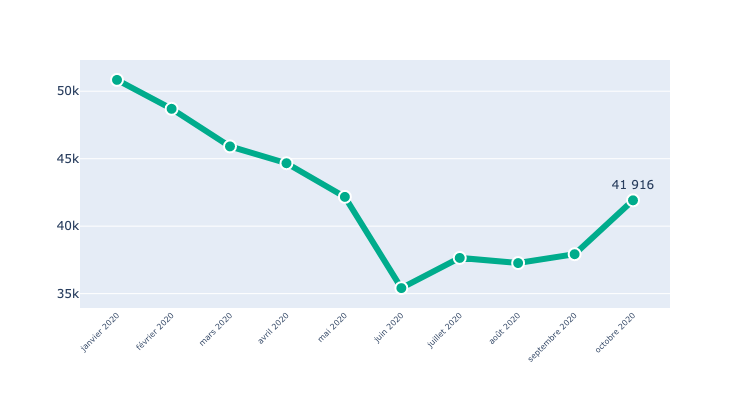 50k
45k
41 916
40k
35k
janvier 2020
février 2020
mars 2020
avril 2020
mai 2020
juin 2020
juillet 2020
août 2020
septembre 2020
octobre 2020